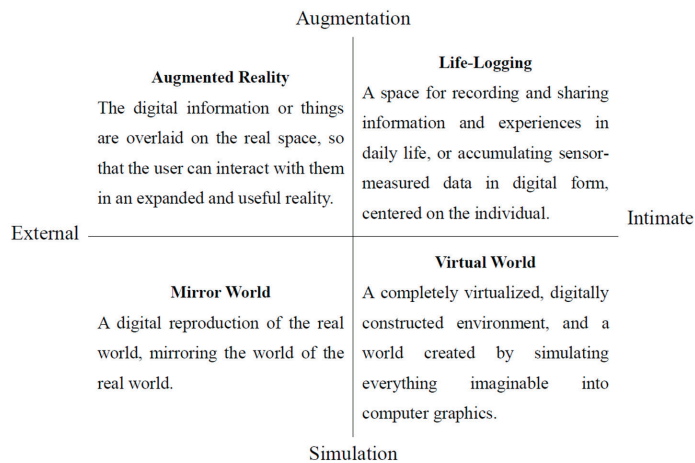 Augmentation
Augmented Reality
The digital information or things
are overlaid on the real space, so
that the user can interact with them
in an expanded and useful reality.
Life-Logging
A space for recording and sharing
information and experiences in
daily life, or accumulating sensor-
measured data in digital form,
centered on the individual.
External
Intimate
Mirror World
A digital reproduction of the real
world, mirroring the world of the
real world.
Virtual World
A completely virtualized, digitally
constructed environment, and a
world created by simulating
everything imaginable into
computer graphics.
Simulation